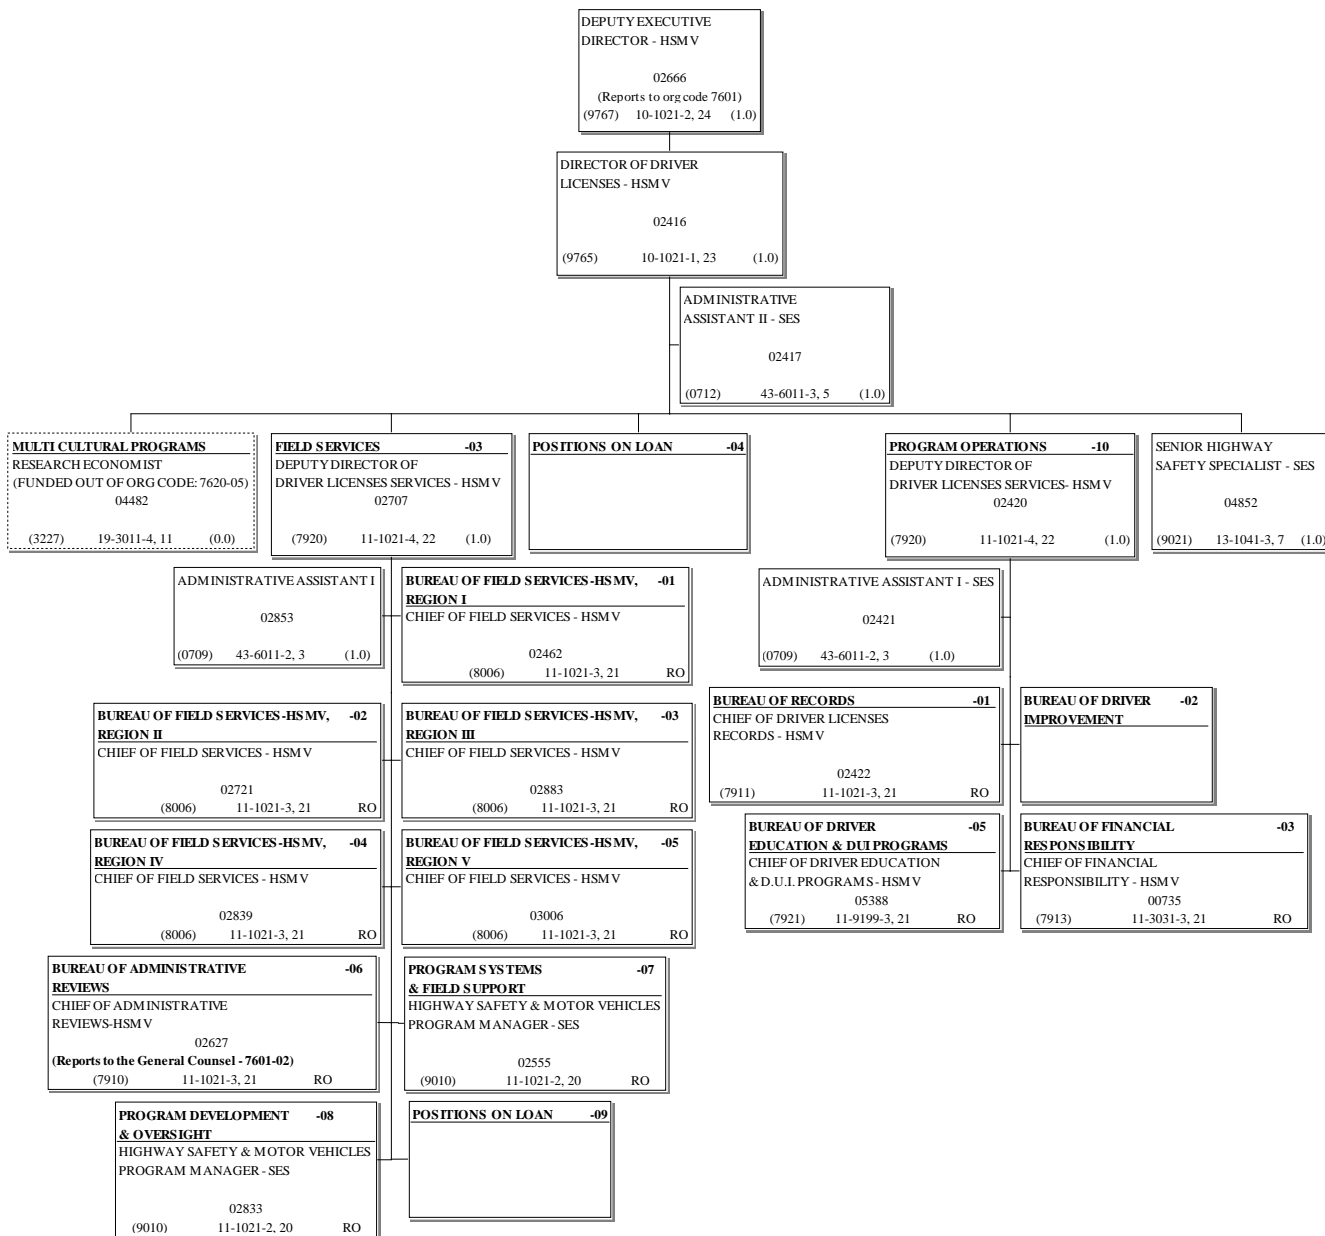 DEPUTY EXECUTIVE
DIRECTOR - HSMV
02666
(Reports to org code 7601)
(9767) 10-1021-2, 24 (1.0)
DIRECTOR OF DRIVER
LICENSES - HSMV
02416
(9765) 10-1021-1, 23 (1.0)
ADMINISTRATIVE
ASSISTANT II - SES
02417
(0712) 43-6011-3, 5 (1.0)
MULTI CULTURAL PROGRAMS
RESEARCH ECONOMIST
(FUNDED OUT OF ORG CODE: 7620-05)
04482
(3227) 19-3011-4, 11 (0.0)
FIELD SERVICES -03
DEPUTY DIRECTOR OF
DRIVER LICENSES SERVICES - HSMV
02707
(7920) 11-1021-4, 22 (1.0)
POSITIONS ON LOAN -04
PROGRAM OPERATIONS -10
DEPUTY DIRECTOR OF
DRIVER LICENSES SERVICES- HSMV
02420
(7920) 11-1021-4, 22 (1.0)
SENIOR HIGHWAY
SAFETY SPECIALIST - SES
04852
(9021) 13-1041-3, 7 (1.0)
ADMINISTRATIVE ASSISTANT I
02853
(0709) 43-6011-2, 3 (1.0)
BUREAU OF FIELD SERVICES-HSMV, -01
REGION I
CHIEF OF FIELD SERVICES - HSMV
02462
(8006) 11-1021-3, 21 RO
ADMINISTRATIVE ASSISTANT I - SES
02421
(0709) 43-6011-2, 3 (1.0)
BUREAU OF FIELD SERVICES-HSMV, -02
REGION II
CHIEF OF FIELD SERVICES - HSMV
02721
(8006) 11-1021-3, 21 RO
BUREAU OF FIELD SERVICES-HSMV, -03
REGION III
CHIEF OF FIELD SERVICES - HSMV
02883
(8006) 11-1021-3, 21 RO
BUREAU OF RECORDS -01
CHIEF OF DRIVER LICENSES
RECORDS - HSMV
02422
(7911) 11-1021-3, 21 RO
BUREAU OF DRIVER -02
IMPROVEMENT
BUREAU OF FIELD SERVICES-HSMV, -04
REGION IV
CHIEF OF FIELD SERVICES - HSMV
02839
(8006) 11-1021-3, 21 RO
BUREAU OF FIELD SERVICES-HSMV, -05
REGION V
CHIEF OF FIELD SERVICES - HSMV
03006
(8006) 11-1021-3, 21 RO
BUREAU OF DRIVER -05
EDUCATION & DUI PROGRAMS
CHIEF OF DRIVER EDUCATION
& D.U.I. PROGRAMS - HSMV
05388
(7921) 11-9199-3, 21 RO
BUREAU OF FINANCIAL -03
RESPONSIBILITY
CHIEF OF FINANCIAL
RESPONSIBILITY - HSMV
00735
(7913) 11-3031-3, 21 RO
BUREAU OF ADMINISTRATIVE -06
REVIEWS
CHIEF OF ADMINISTRATIVE
REVIEWS-HSMV
02627
(Reports to the General Counsel - 7601-02)
(7910) 11-1021-3, 21 RO
PROGRAM SYSTEMS -07
& FIELD SUPPORT
HIGHWAY SAFETY & MOTOR VEHICLES
PROGRAM MANAGER - SES
02555
(9010) 11-1021-2, 20 RO
PROGRAM DEVELOPMENT -08
& OVERSIGHT
HIGHWAY SAFETY & MOTOR VEHICLES
PROGRAM MANAGER - SES
02833
(9010) 11-1021-2, 20 RO
POSITIONS ON LOAN -09